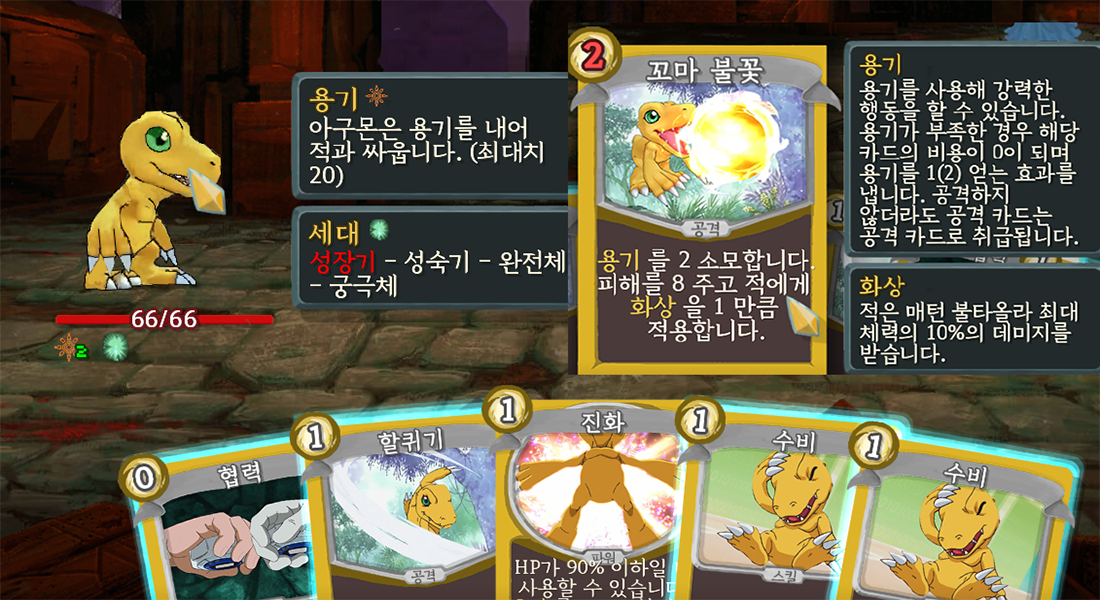 용기
아구몬은 용기를 내어
적과 싸웁니다. (최대치
20)
세대
성장기 - 성숙기 - 완전체
- 궁극체
66/66
2
2
꼬마 불꽃
공격
용기 를 2 소모합니다.
피해를 8 주고 적에게
화상 을 1 만큼
적용합니다.
1
용기
용기를 사용해 강력한
행동을 할 수 있습니다.
용기가 부족한 경우 해당
카드의 비용이 0이 되며
용기를 1(2) 얻는 효과를
냅니다. 공격하지
않더라도 공격 카드는
공격 카드로 취급됩니다.
화상
적은 매턴 불타올라 최대
체력의 10%의 데미지를
받습니다.
0
협력
1
할퀴기
공격
1
진화
파워
HP가 90% 이하일
사용할 수 있습니
1
수비
스킬
1
수비